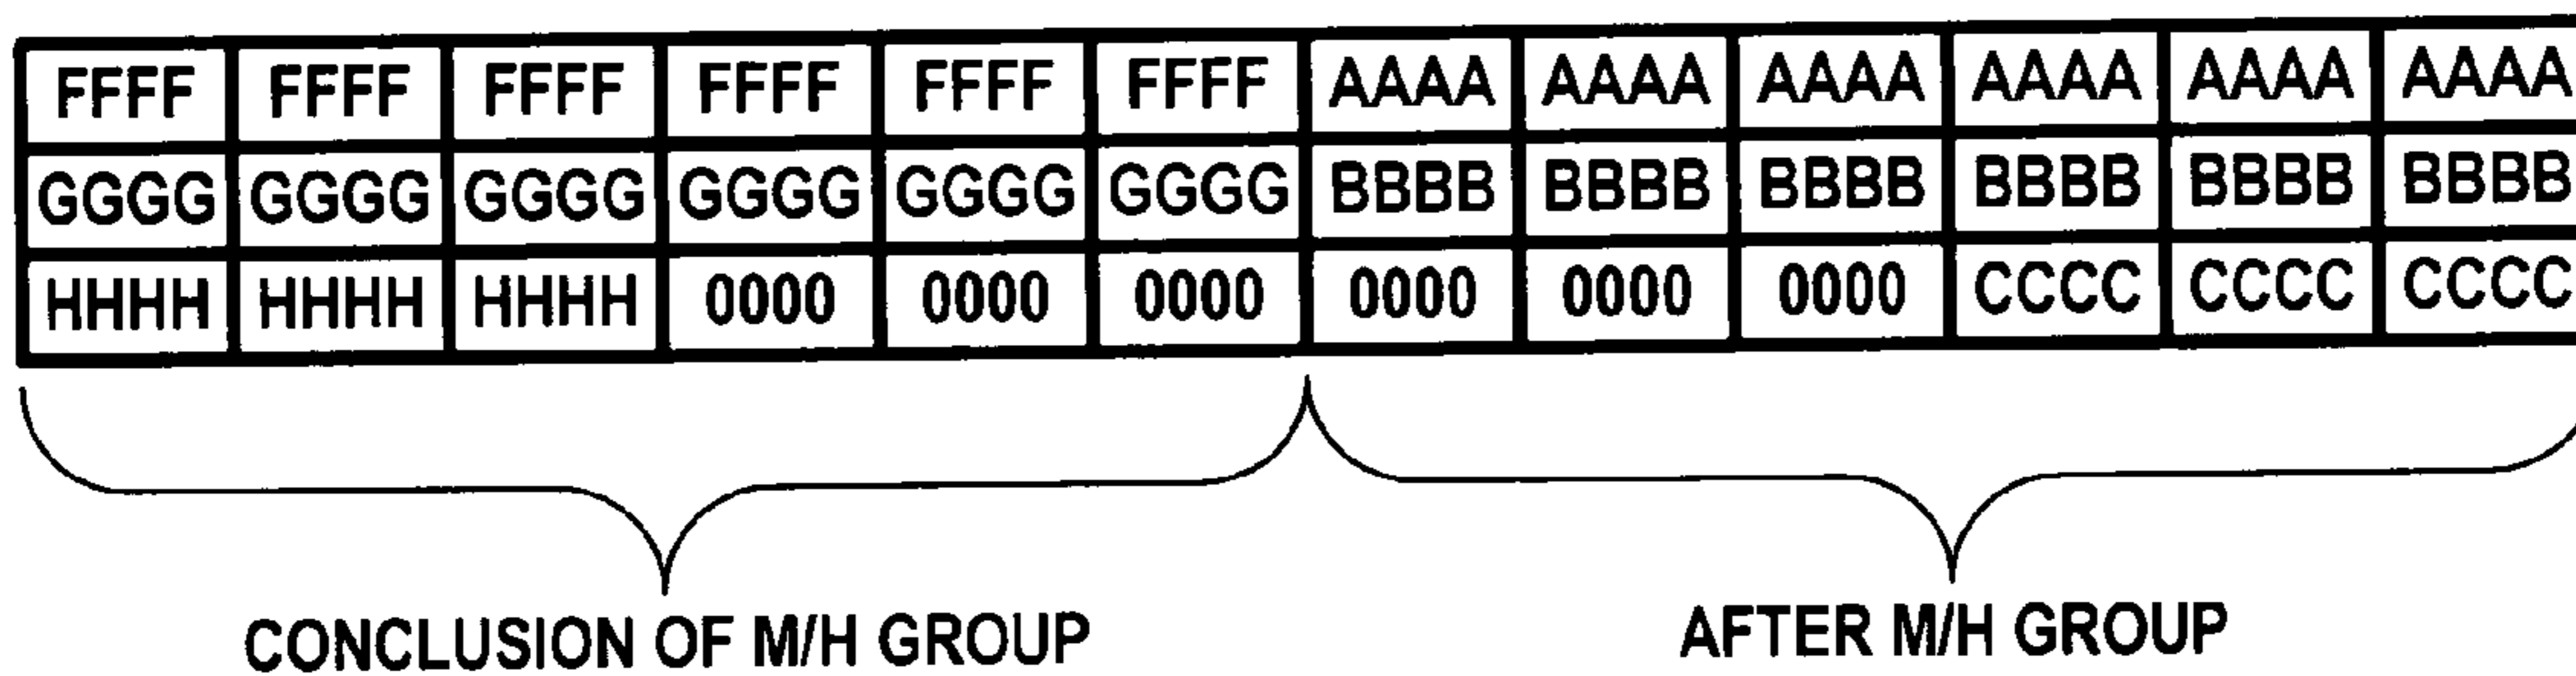 FFFF FFFF FFFF FFFF FFFF FFFF AAAA AAAA AAAA AAAA AAAA AAAA
GGGG GGGG GGGG GGGG GGGG GGGG BBBB BBBB BBBB BBBB BBBB BBBB
HHHH HHHH HHHH 0000 0000 0000 0000 0000 0000 CCCC CCCC CCCC
CONCLUSION OF M/H GROUP AFTER M/H GROUP